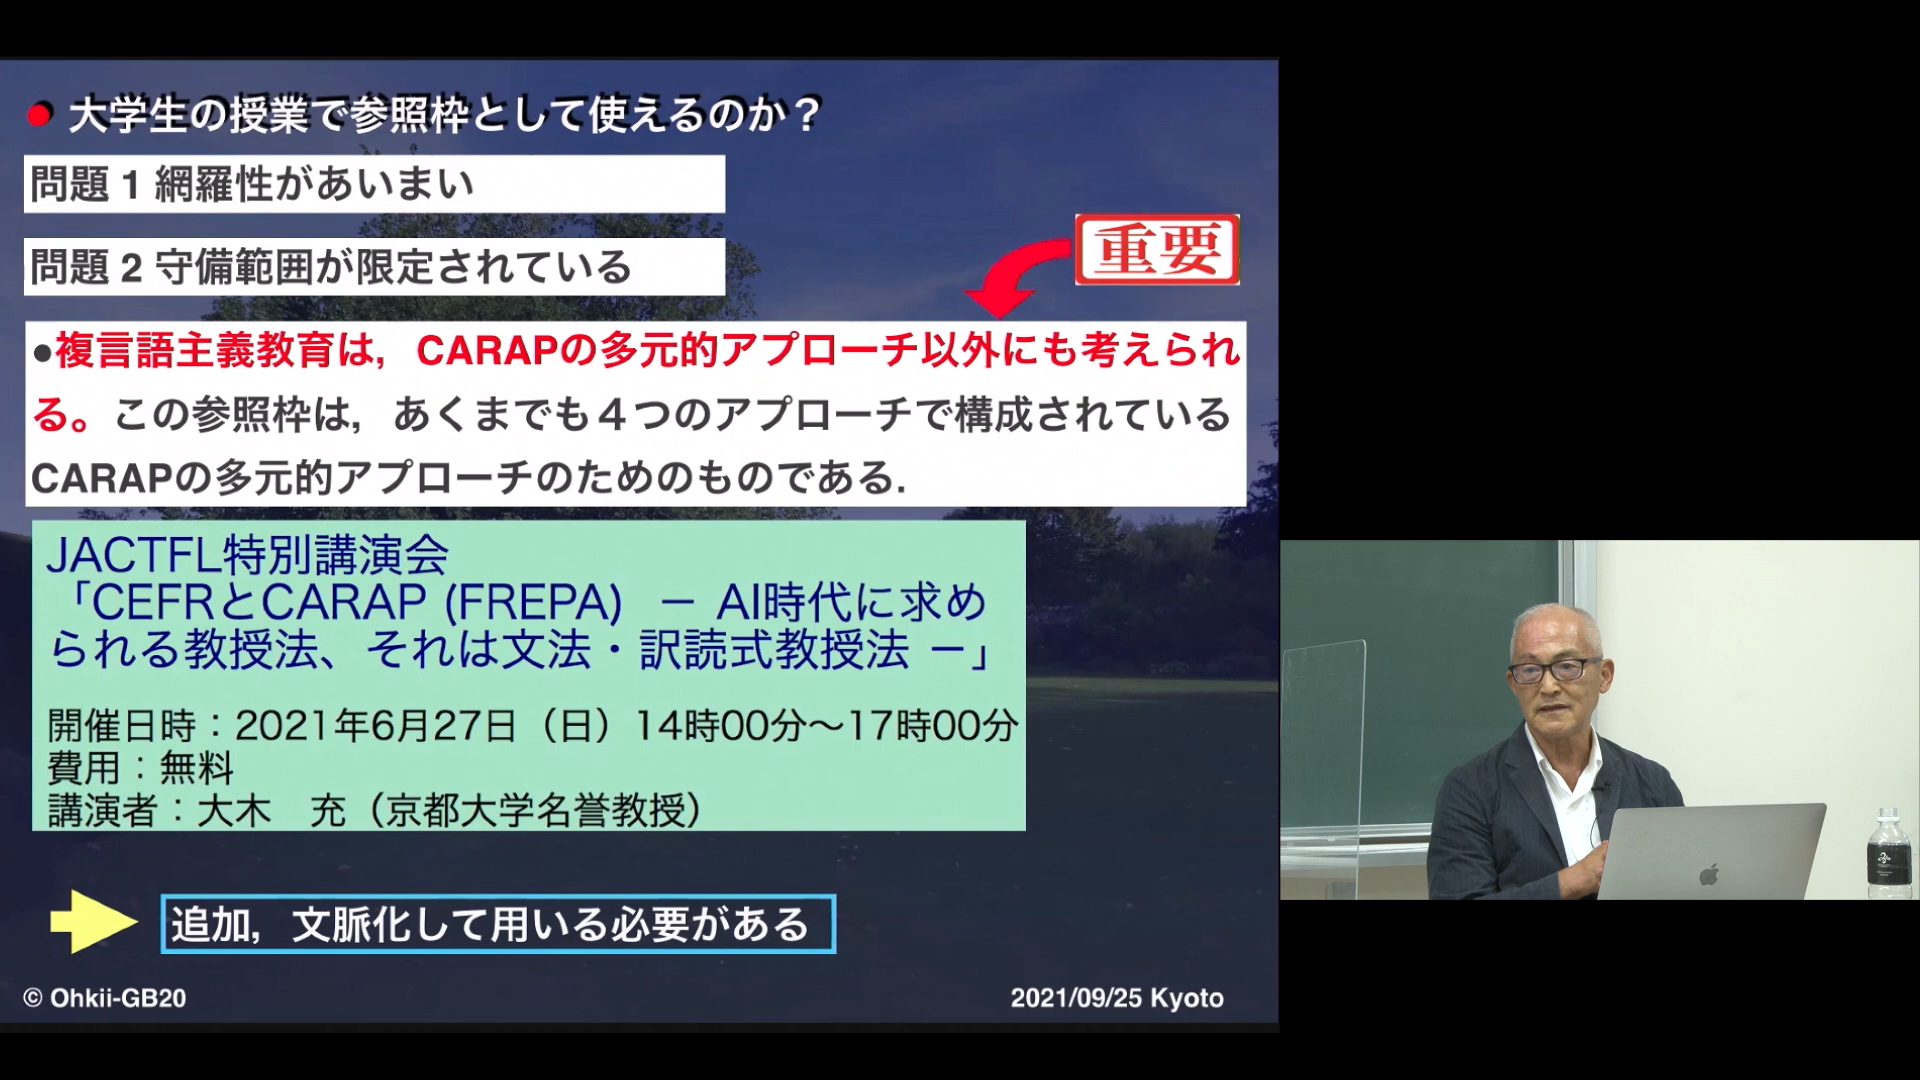 ● 大学生の授業で参照枠として使えるのか？
問題 1 網羅性があいまい
問題 2 守備範囲が限定されている
重要
●複言語主義教育は，CARAPの多元的アプローチ以外にも考えられ
る。この参照枠は，あくまでも４つのアプローチで構成されている
CARAPの多元的アプローチのためのものである.
JACTFL特別講演会
「CEFRとCARAP (FREPA) － AI時代に求め
られる教授法、それは文法・訳読式教授法 －」
開催日時：2021年6月27日（日）14時00分〜17時00分
費用：無料
講演者：大木　充（京都大学名誉教授）
追加，文脈化して用いる必要がある
© Ohkii-GB20
2021/09/25 Kyoto